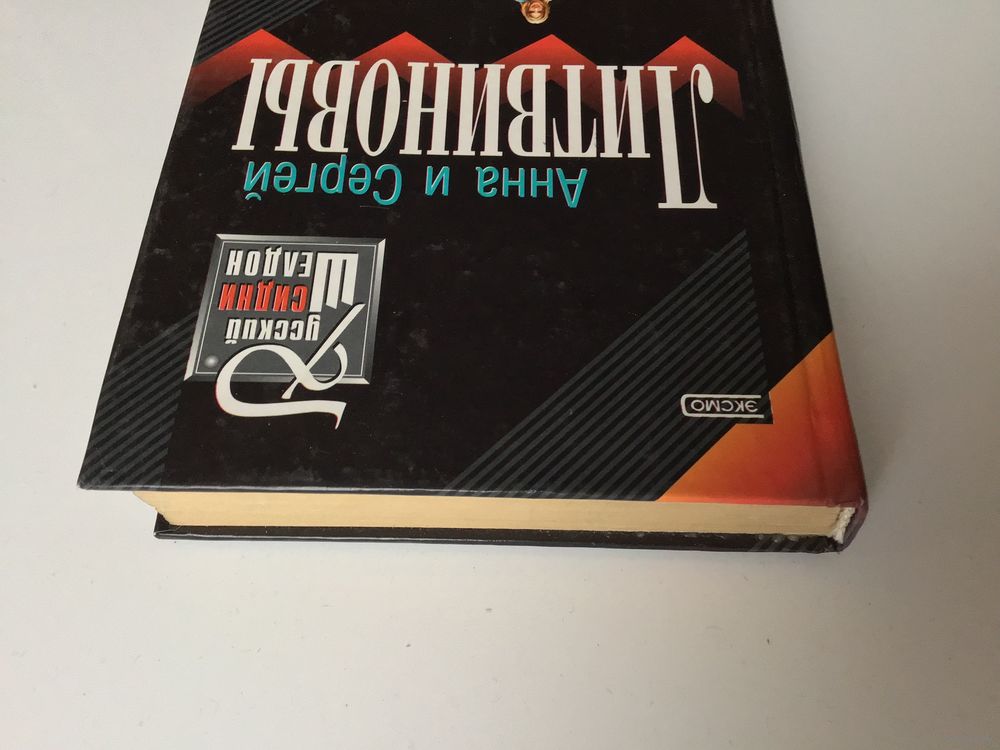 ЭКСМО
Русский
СИДНИ
ШЕЛДОН
Анна и Сергей
ЛИТВИНОВЫ